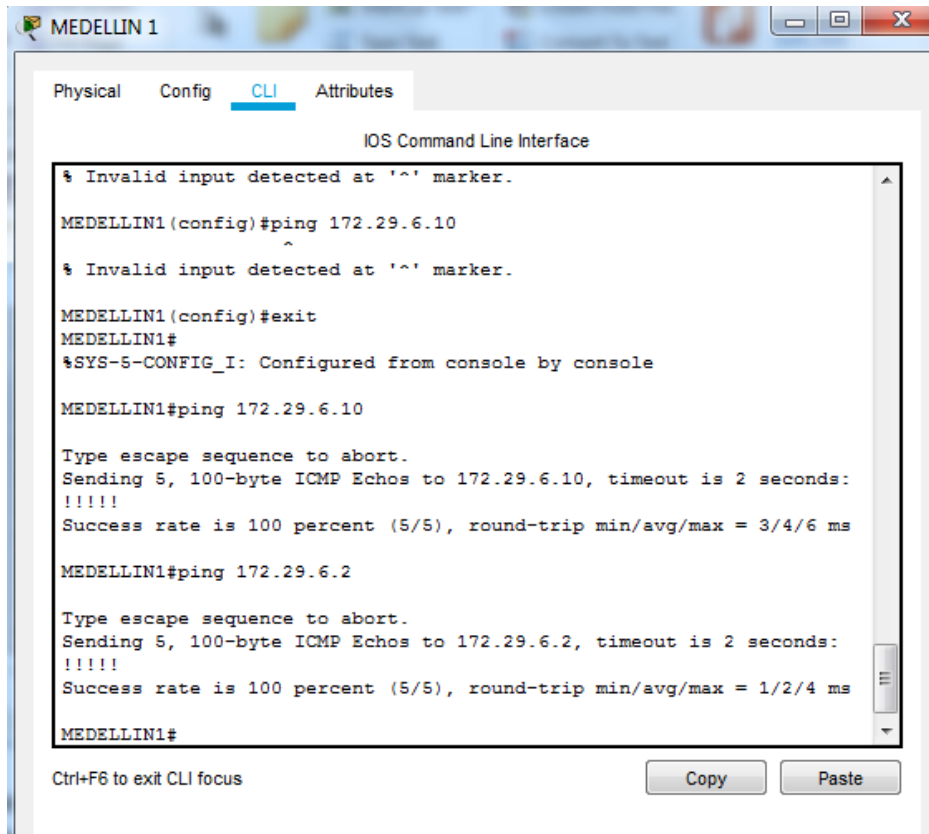 MEDELLIN 1
Physical Config CLI Attributes
IOS Command Line Interface
% Invalid input detected at '^' marker.
MEDELLIN1(config)#ping 172.29.6.10
^
% Invalid input detected at '^' marker.
MEDELLIN1(config)#exit
MEDELLIN1#
%SYS-5-CONFIG_I: Configured from console by console
MEDELLIN1#ping 172.29.6.10
Type escape sequence to abort.
Sending 5, 100-byte ICMP Echos to 172.29.6.10, timeout is 2 seconds:
!!!!!
Success rate is 100 percent (5/5), round-trip min/avg/max = 3/4/6 ms
MEDELLIN1#ping 172.29.6.2
Type escape sequence to abort.
Sending 5, 100-byte ICMP Echos to 172.29.6.2, timeout is 2 seconds:
!!!!!
Success rate is 100 percent (5/5), round-trip min/avg/max = 1/2/4 ms
MEDELLIN1#
Ctrl+F6 to exit CLI focus
Copy Paste